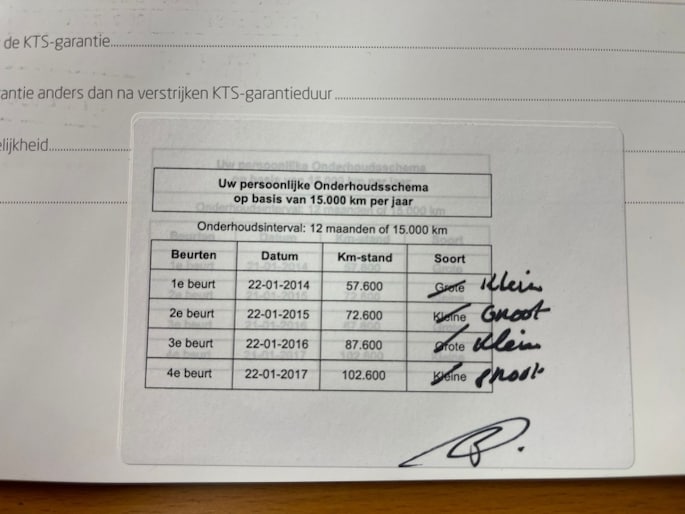 de KTS-garantie
antie anders dan na verstrijken KTS-garantieduur
elijkheid
Uw persoonlijke Onderhoudsschema
op basis van 15.000 km per jaar
Onderhoudsinterval: 12 maanden of 15.000 km
Beurten Datum Km-stand Soort
1e beurt 22-01-2014 57.600 Grote Klein
2e beurt 22-01-2015 72.600 Kleine Groot
3e beurt 22-01-2016 87.600 Grote Klein
4e beurt 22-01-2017 102.600 Kleine groot